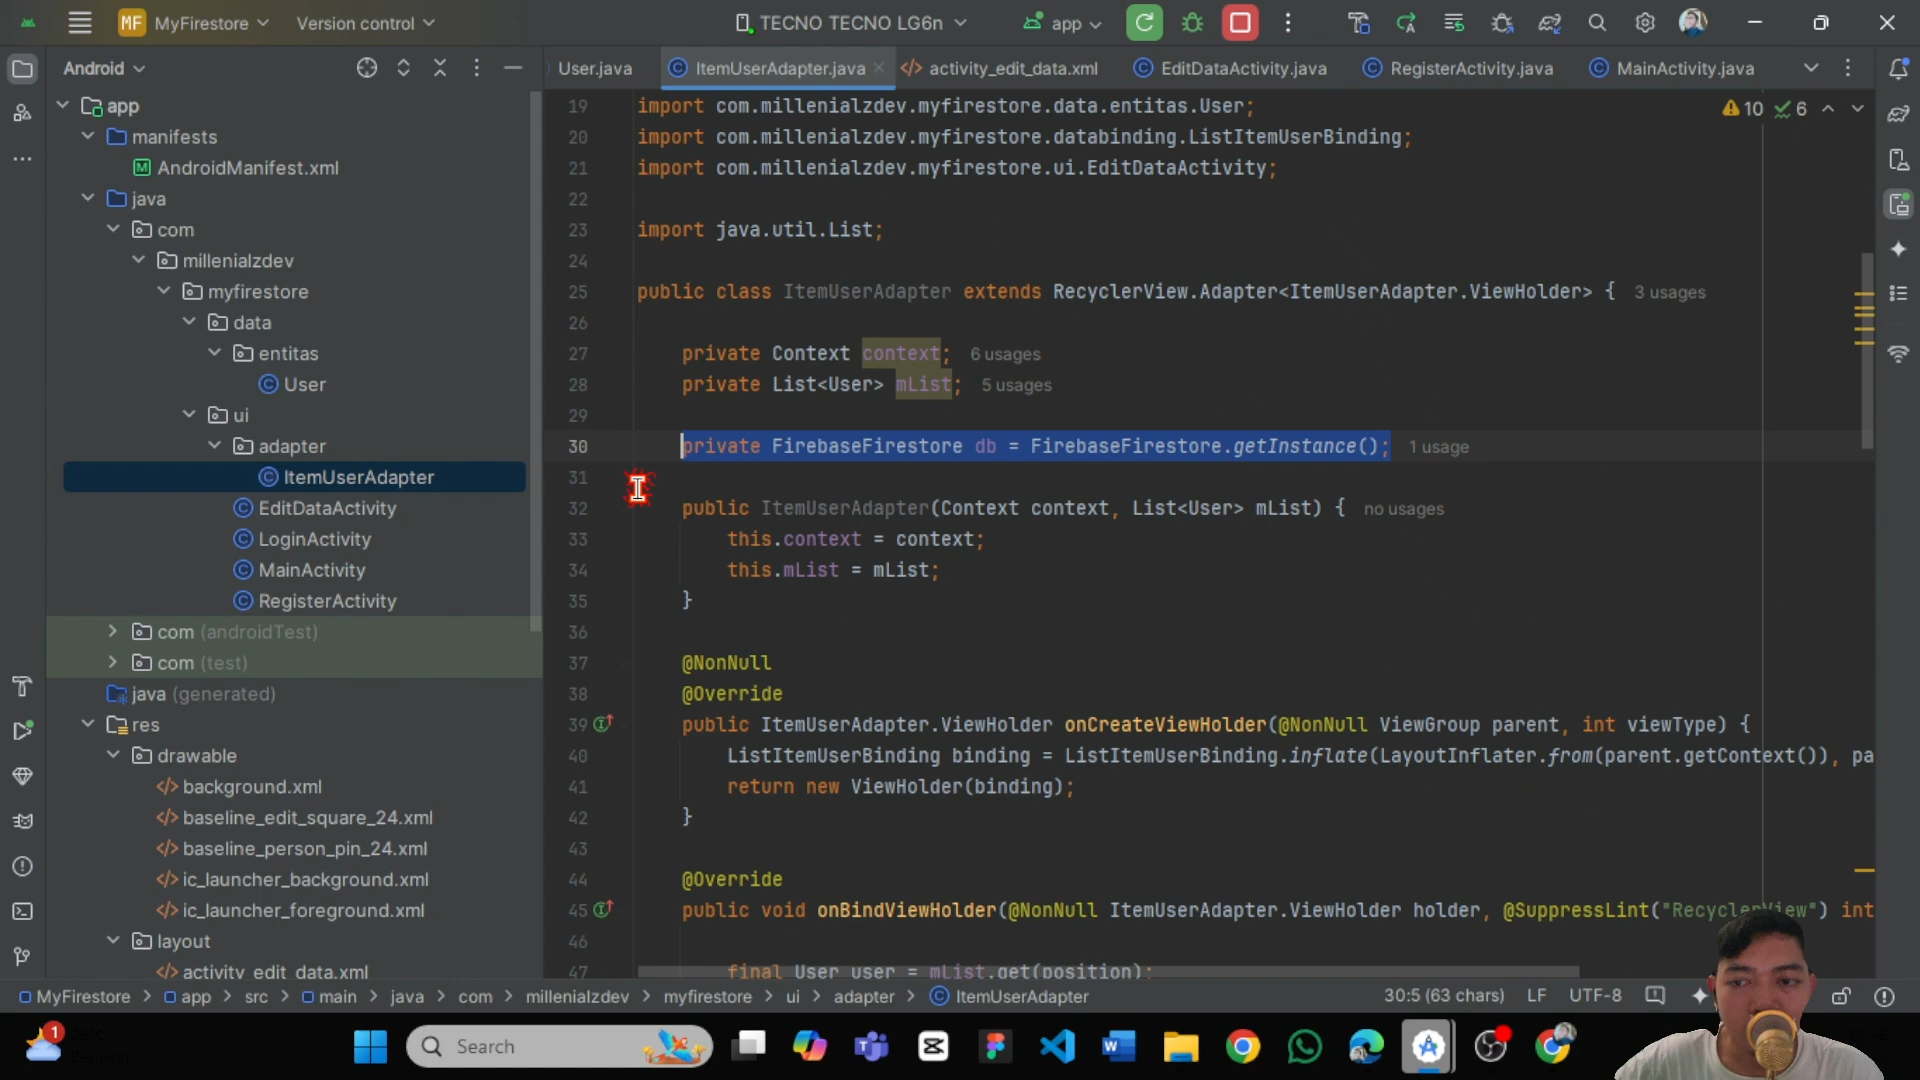 MF MyFirestore Version control TECNO TECNO LG6n app
Android
User.java ItemUserAdapter.java activity_edit_data.xml EditDataActivity.java RegisterActivity.java MainActivity.java
app
manifests
AndroidManifest.xml
java
com
millenialzdev
myfirestore
data
entitas
User
ui
adapter
ItemUserAdapter
EditDataActivity
LoginActivity
MainActivity
RegisterActivity
com (androidTest)
com (test)
java (generated)
res
drawable
background.xml
baseline_edit_square_24.xml
baseline_person_pin_24.xml
ic_launcher_background.xml
ic_launcher_foreground.xml
layout
activity_edit_data.xml
10 6
19 import com.millenialzdev.myfirestore.data.entitas.User;
20 import com.millenialzdev.myfirestore.databinding.ListItemUserBinding;
21 import com.millenialzdev.myfirestore.ui.EditDataActivity;
22
23 import java.util.List;
24
25 public class ItemUserAdapter extends RecyclerView.Adapter<ItemUserAdapter.ViewHolder> { 3 usages
26
27 private Context context; 6 usages
28 private List<User> mList; 5 usages
29
30 private FirebaseFirestore db = FirebaseFirestore.getInstance(); 1 usage
31
32 public ItemUserAdapter(Context context, List<User> mList) { no usages
33 this.context = context;
34 this.mList = mList;
35 }
36
37 @NonNull
38 @Override
39 public ItemUserAdapter.ViewHolder onCreateViewHolder(@NonNull ViewGroup parent, int viewType) {
40 ListItemUserBinding binding = ListItemUserBinding.inflate(LayoutInflater.from(parent.getContext()), pa
41 return new ViewHolder(binding);
42 }
43
44 @Override
45 public void onBindViewHolder(@NonNull ItemUserAdapter.ViewHolder holder, @SuppressLint("RecyclerView") int
46
47 final User user = mList.get(position);
MyFirestore > app > src > main > java > com > millenialzdev > myfirestore > ui > adapter > ItemUserAdapter
30:5 (63 chars) LF UTF-8
1
Search